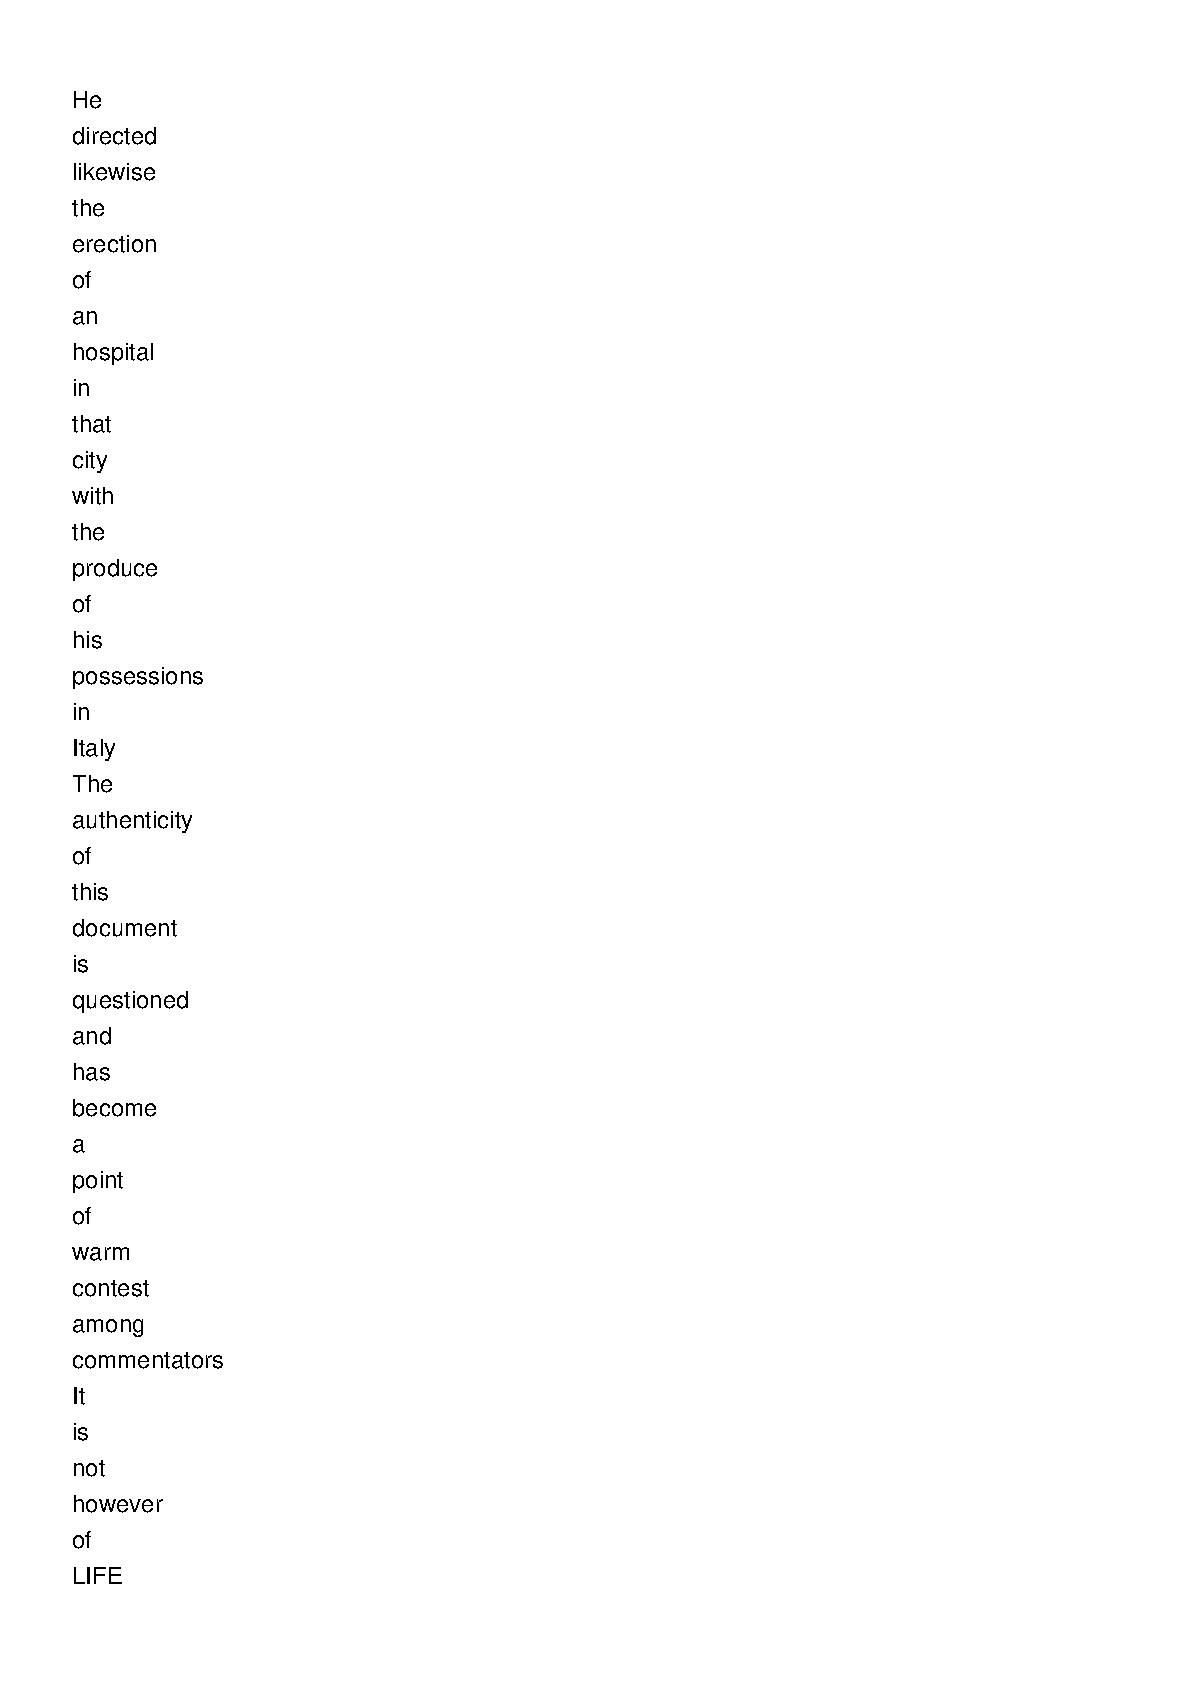 He
directed
likewise
the
erection
of
an
hospital
in
that
city
with
the
produce
of
his
possessions
in
Italy
The
authenticity
of
this
document
is
questioned
and
has
become
a
point
of
warm
contest
among
commentators
It
is
not
however
of
LIFE